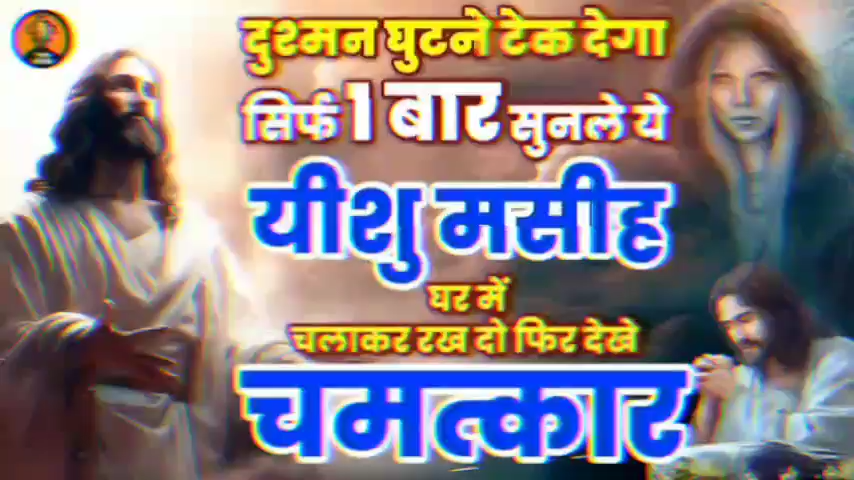 दुश्मन घुटने टेक देगा
सिर्फ 1 बार सुनले ये
यीशु मसीह
घर में
चलाकर रख दो फिर देखे
चमत्कार